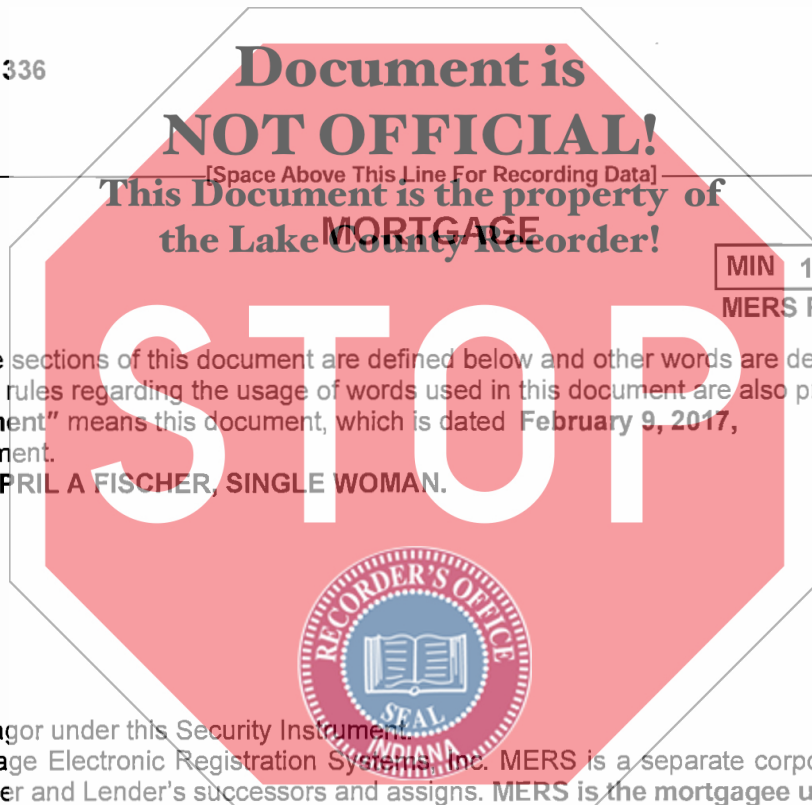 336
Document is
NOT OFFICIAL!
[Space Above This Line For Recording Data]
This Document is the property of
MORTGAGE
the Lake County Recorder!
MIN 1
MERS
sections of this document are defined below and other words are de
rules regarding the usage of words used in this document are also p
ent" means this document, which is dated February 9, 2017,
ment.
PRIL A FISCHER, SINGLE WOMAN.
STOP
RECORDER'S OFFICE
SEAL
INDIANA
agor under this Security Instrument.
age Electronic Registration Systems, Inc. MERS is a separate corpo
er and Lender's successors and assigns. MERS is the mortgagee u